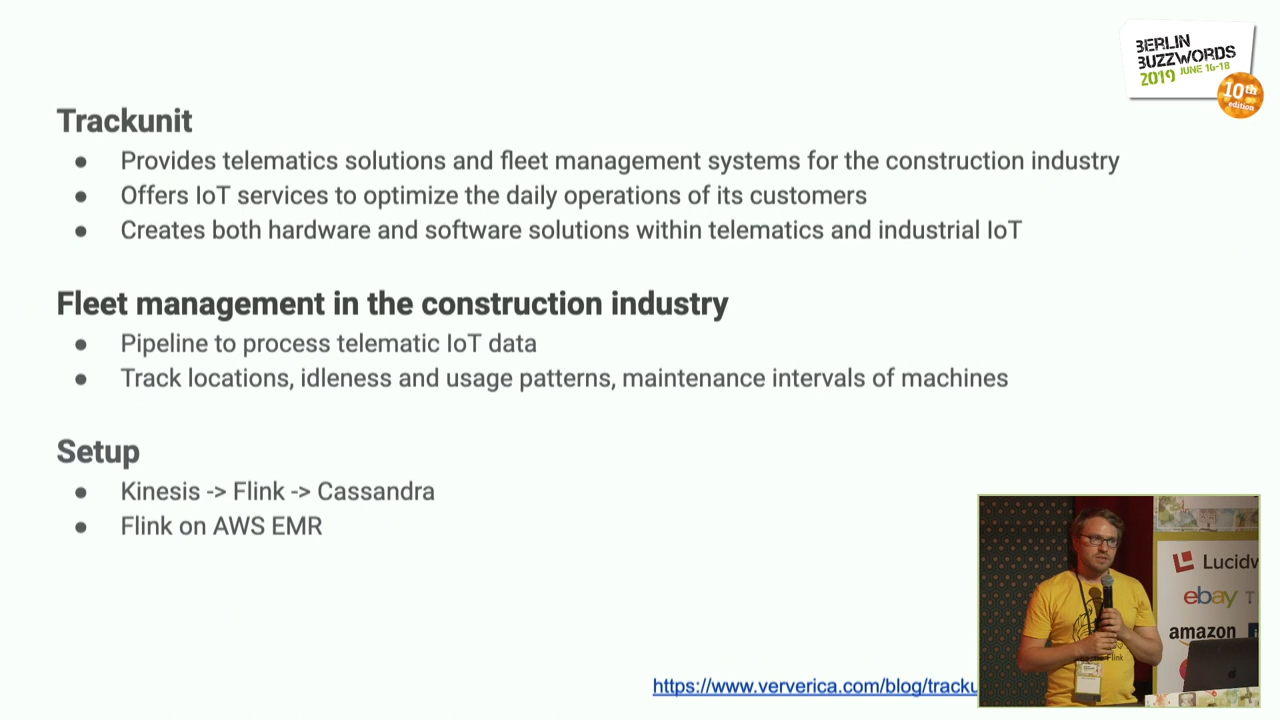 BERLIN
BUZZWORDS
2019 JUNE 16-18
10th
edition
Trackunit
● Provides telematics solutions and fleet management systems for the construction industry
● Offers IoT services to optimize the daily operations of its customers
● Creates both hardware and software solutions within telematics and industrial IoT
Fleet management in the construction industry
● Pipeline to process telematic IoT data
● Track locations, idleness and usage patterns, maintenance intervals of machines
Setup
● Kinesis -> Flink -> Cassandra
● Flink on AWS EMR
Lucidw
ebay T
amazon
Flink
https://www.ververica.com/blog/tracku